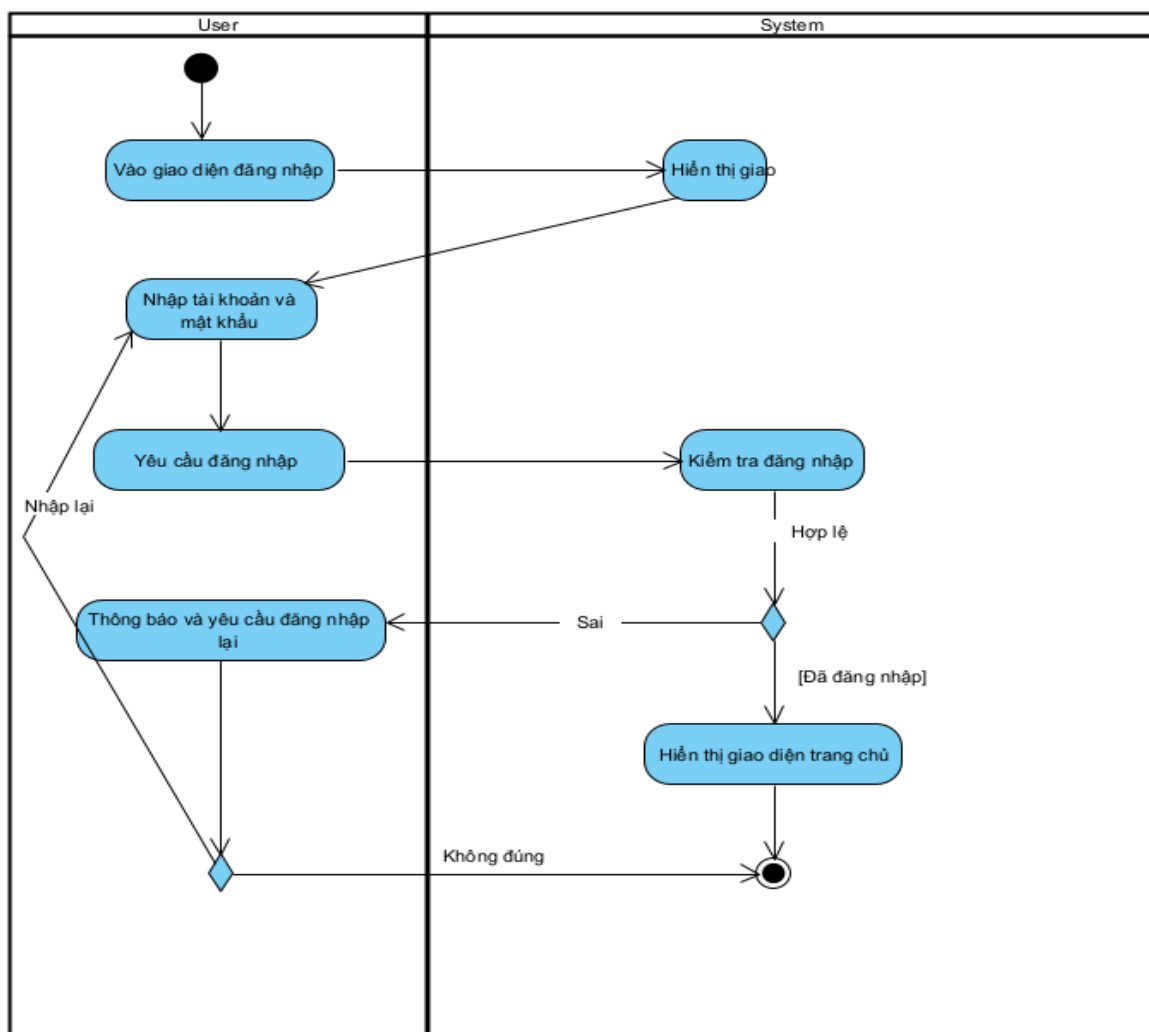 User
System
Vào giao diện đăng nhập
Hiển thị giao
Nhập tài khoản và
mật khẩu
Yêu cầu đăng nhập
Kiểm tra đăng nhập
Nhập lại
Hợp lệ
Thông báo và yêu cầu đăng nhập
lại
Sai
[Đã đăng nhập]
Hiển thị giao diện trang chủ
Không đúng